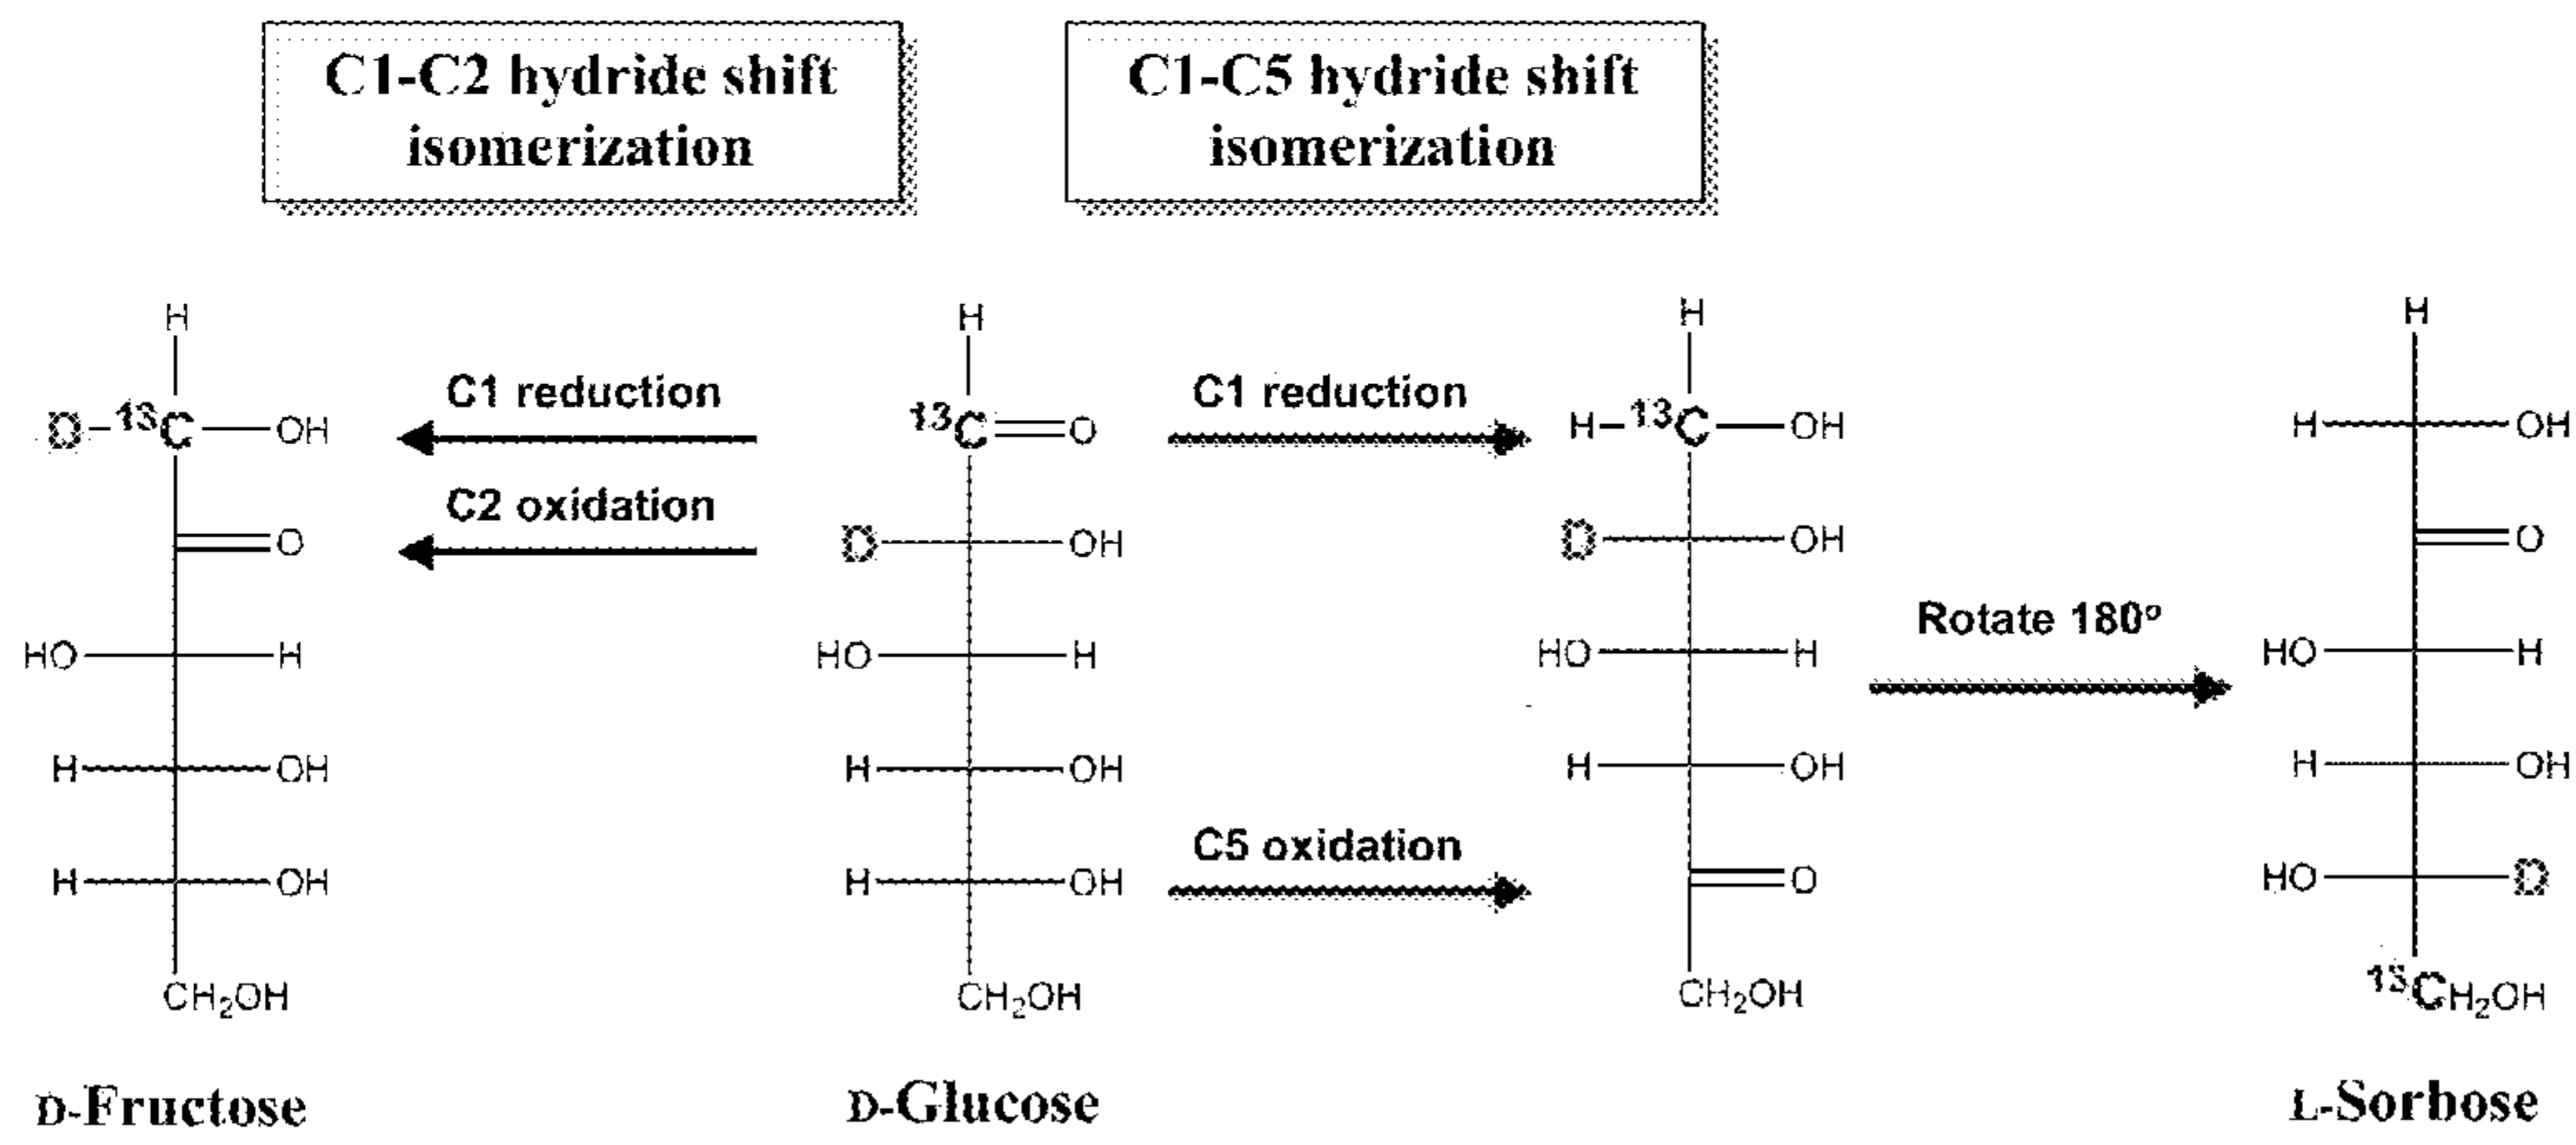 C1-C2 hydride shift
isomerization
C1-C5 hydride shift
isomerization
H
H
H
H
D-¹³C-OH
C1 reduction
¹³C=O
C1 reduction
H-¹³C-OH
H OH
C2 oxidation
O
D OH
D OH
O
Rotate 180°
HO H
HO H
HO H
HO H
H OH
H OH
H OH
H OH
C5 oxidation
H OH
H OH
O
HO D
CH₂OH
CH₂OH
CH₂OH
¹³CH₂OH
D-Fructose
D-Glucose
L-Sorbose